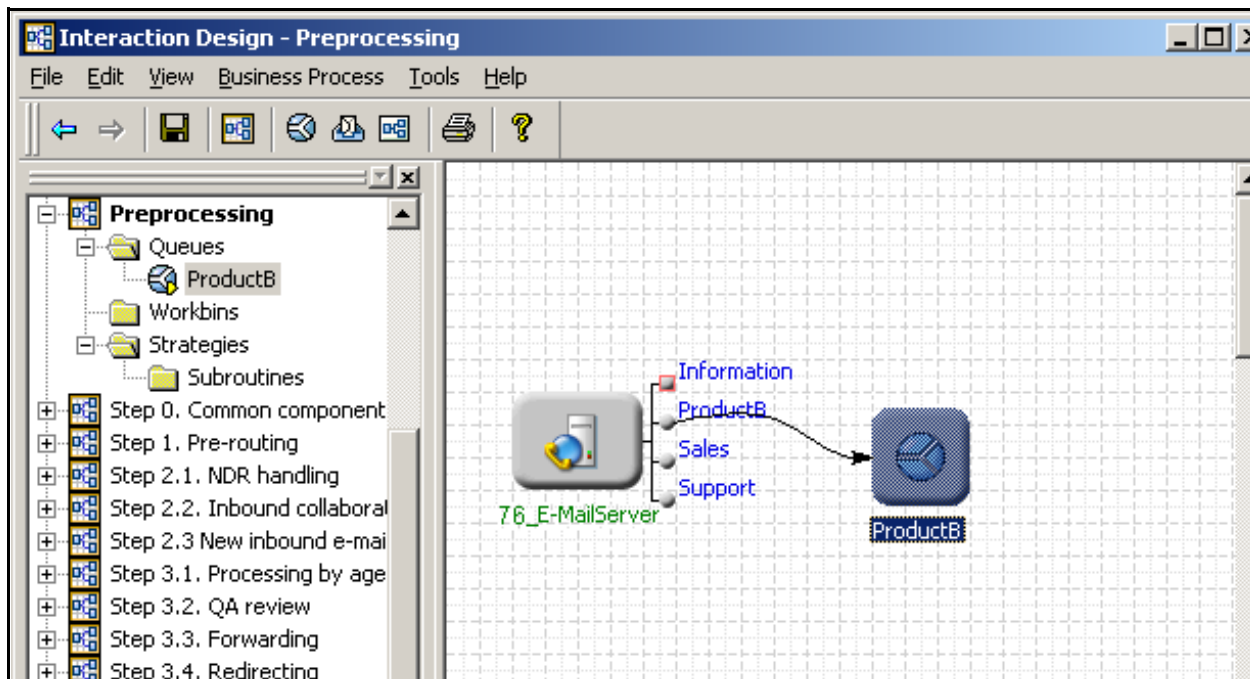 Interaction Design - Preprocessing
File Edit View Business Process Tools Help
Preprocessing
Queues
ProductB
Workbins
Strategies
Subroutines
Step 0. Common component
Step 1. Pre-routing
Step 2.1. NDR handling
Step 2.2. Inbound collaborat
Step 2.3 New inbound e-mai
Step 3.1. Processing by age
Step 3.2. QA review
Step 3.3. Forwarding
Step 3.4. Redirecting
Information
ProductB
Sales
Support
76_E-MailServer
ProductB